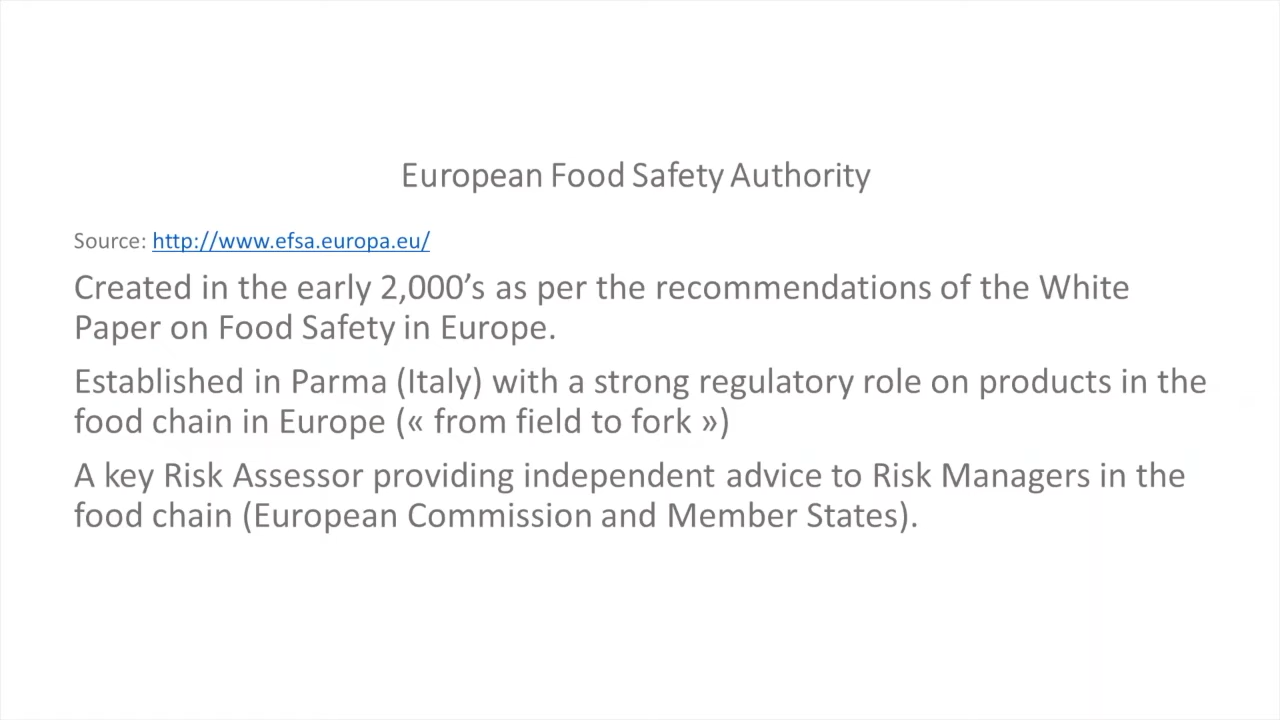 European Food Safety Authority
Source: http://www.efsa.europa.eu/
Created in the early 2,000’s as per the recommendations of the White
Paper on Food Safety in Europe.
Established in Parma (Italy) with a strong regulatory role on products in the
food chain in Europe (« from field to fork »)
A key Risk Assessor providing independent advice to Risk Managers in the
food chain (European Commission and Member States).